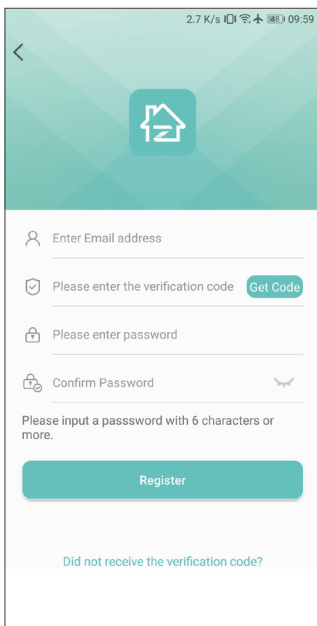 2.7 K/s 48 09:59
Enter Email address
Please enter the verification code Get Code
Please enter password
Confirm Password
Please input a passsword with 6 characters or
more.
Register
Did not receive the verification code?